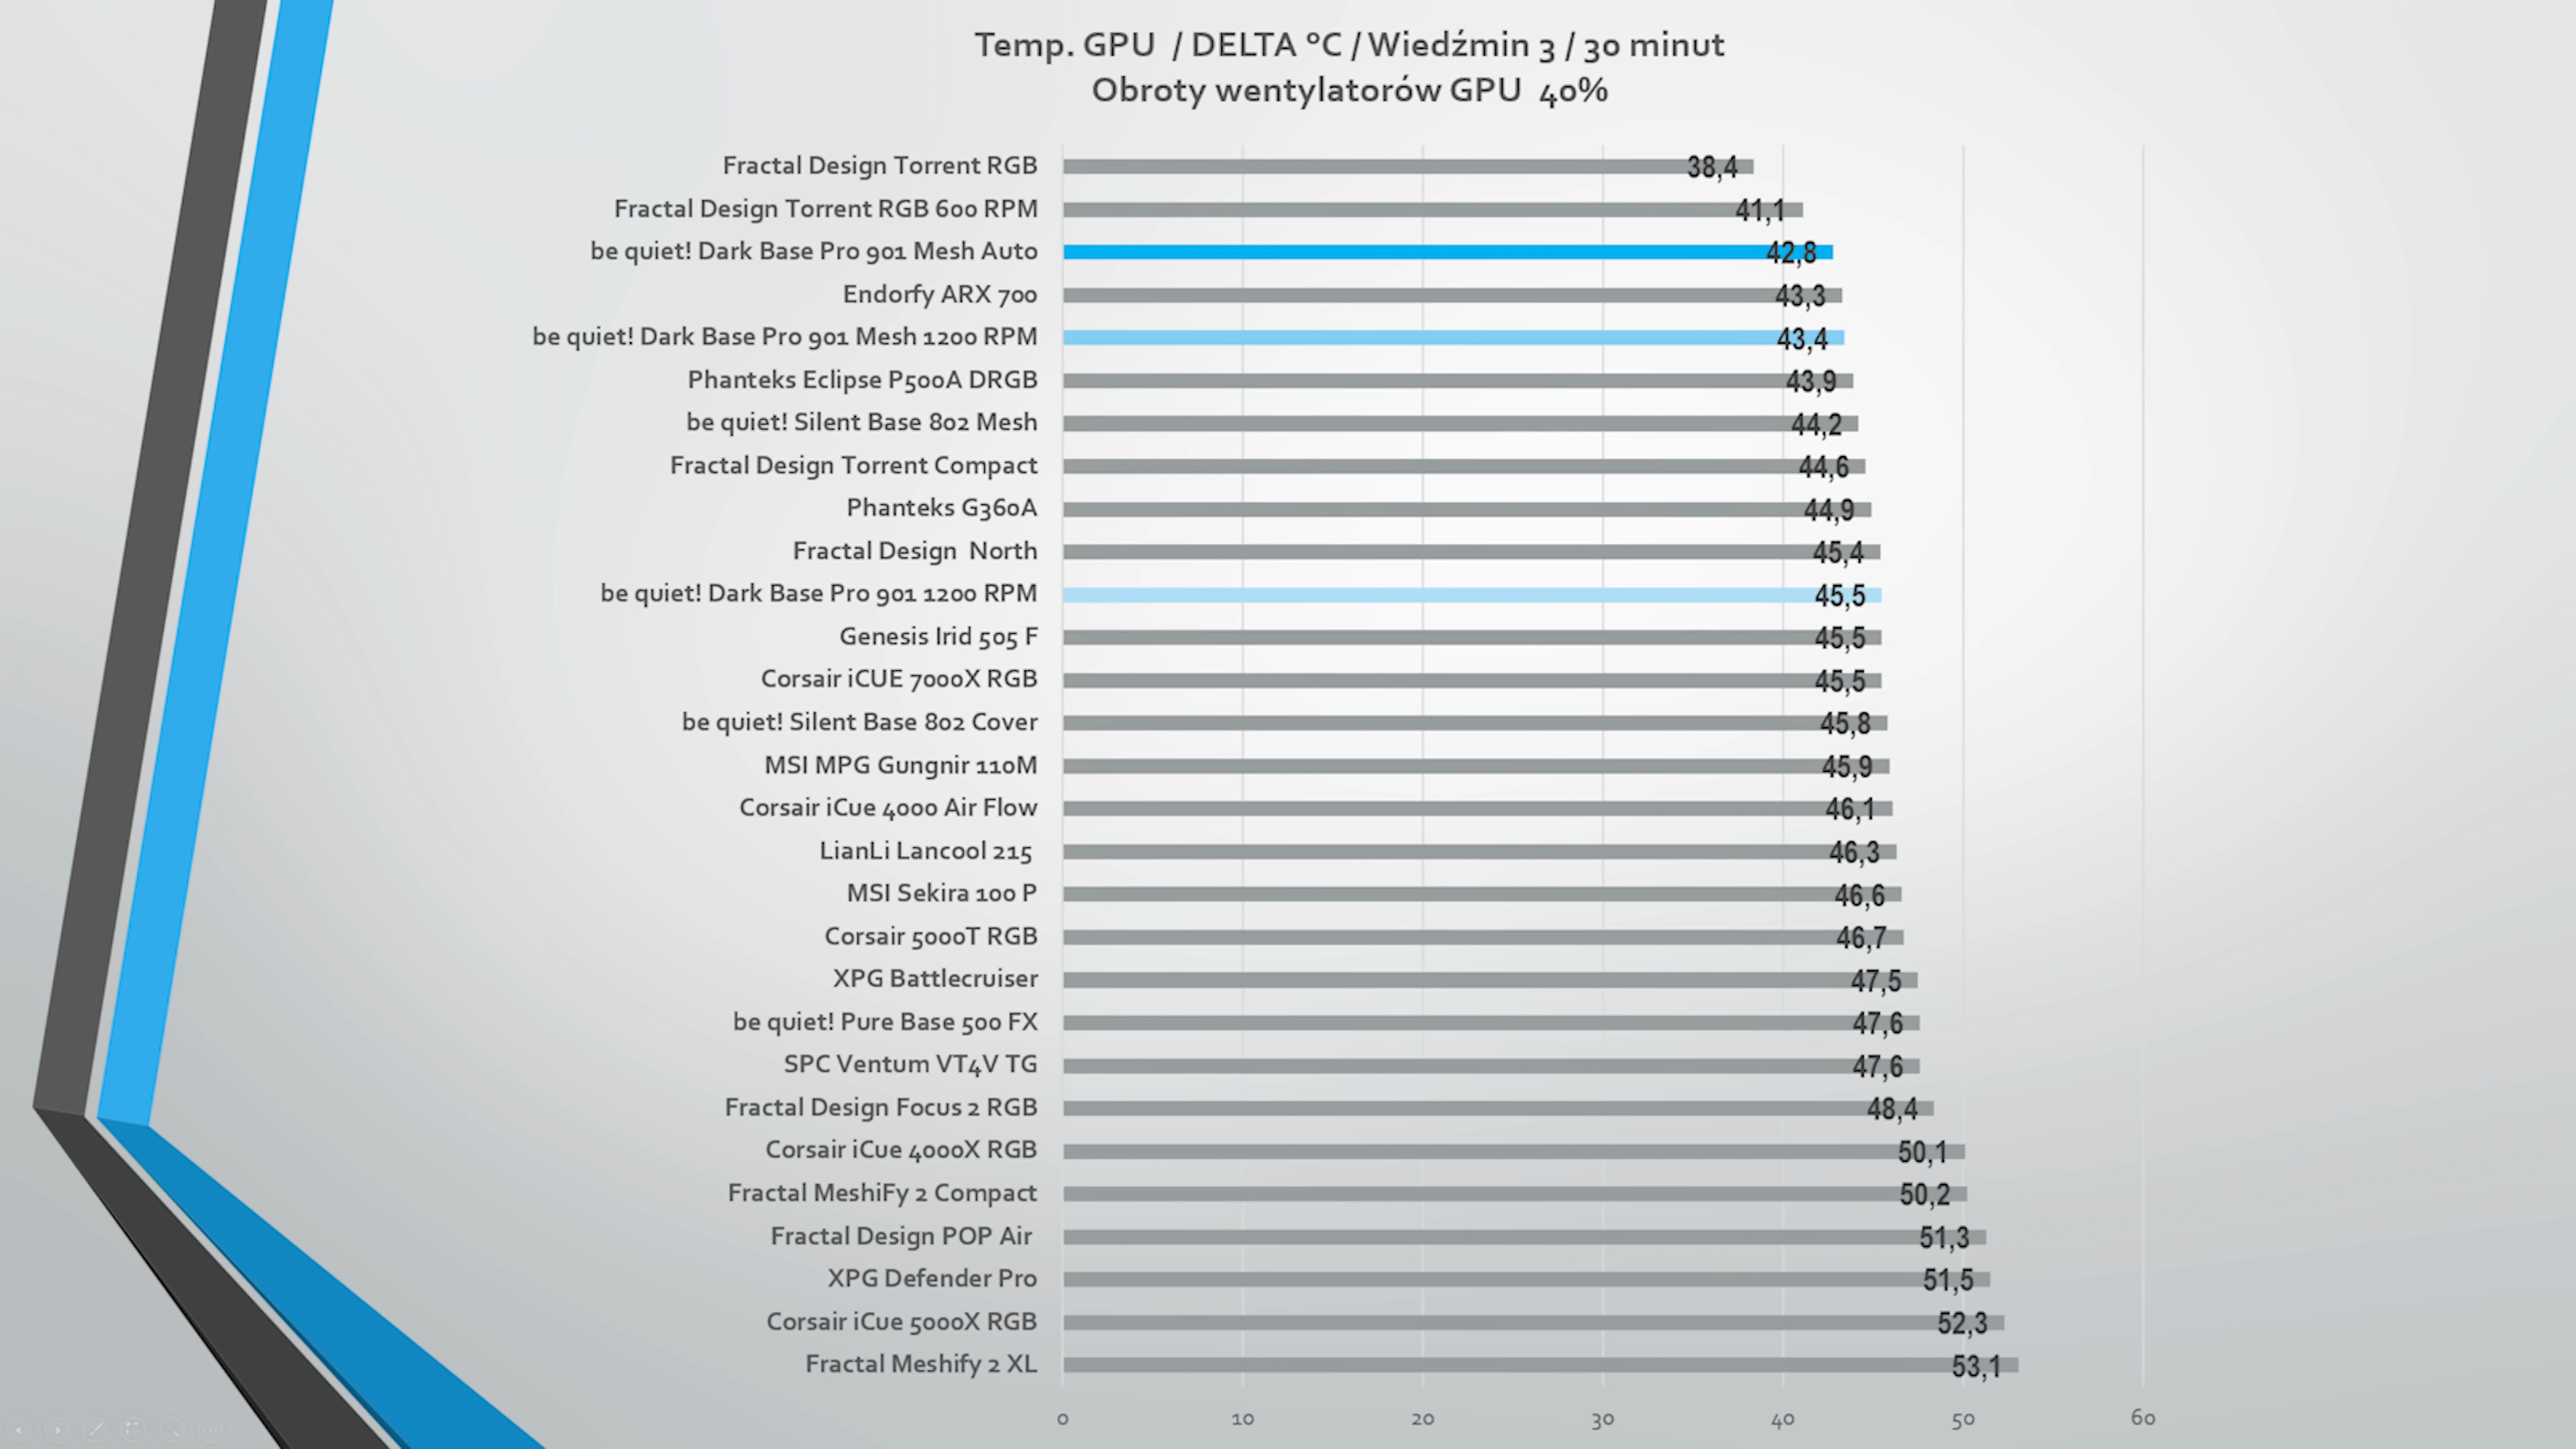 Temp. GPU / DELTA °C / Wiedźmin 3 / 30 minut
Obroty wentylatorów GPU 40%
Fractal Design Torrent RGB 38,4
Fractal Design Torrent RGB 600 RPM 41,1
be quiet! Dark Base Pro 901 Mesh Auto 42,8
Endorfy ARX 700 43,3
be quiet! Dark Base Pro 901 Mesh 1200 RPM 43,4
Phanteks Eclipse P500A DRGB 43,9
be quiet! Silent Base 802 Mesh 44,2
Fractal Design Torrent Compact 44,6
Phanteks G360A 44,9
Fractal Design North 45,4
be quiet! Dark Base Pro 901 1200 RPM 45,5
Genesis Irid 505 F 45,5
Corsair iCUE 7000X RGB 45,5
be quiet! Silent Base 802 Cover 45,8
MSI MPG Gungnir 110M 45,9
Corsair iCue 4000 Air Flow 46,1
LianLi Lancool 215 46,3
MSI Sekira 100 P 46,6
Corsair 5000T RGB 46,7
XPG Battlecruiser 47,5
be quiet! Pure Base 500 FX 47,6
SPC Ventum VT4V TG 47,6
Fractal Design Focus 2 RGB 48,4
Corsair iCue 4000X RGB 50,1
Fractal MeshiFy 2 Compact 50,2
Fractal Design POP Air 51,3
XPG Defender Pro 51,5
Corsair iCue 5000X RGB 52,3
Fractal Meshify 2 XL 53,1
0 10 20 30 40 50 60